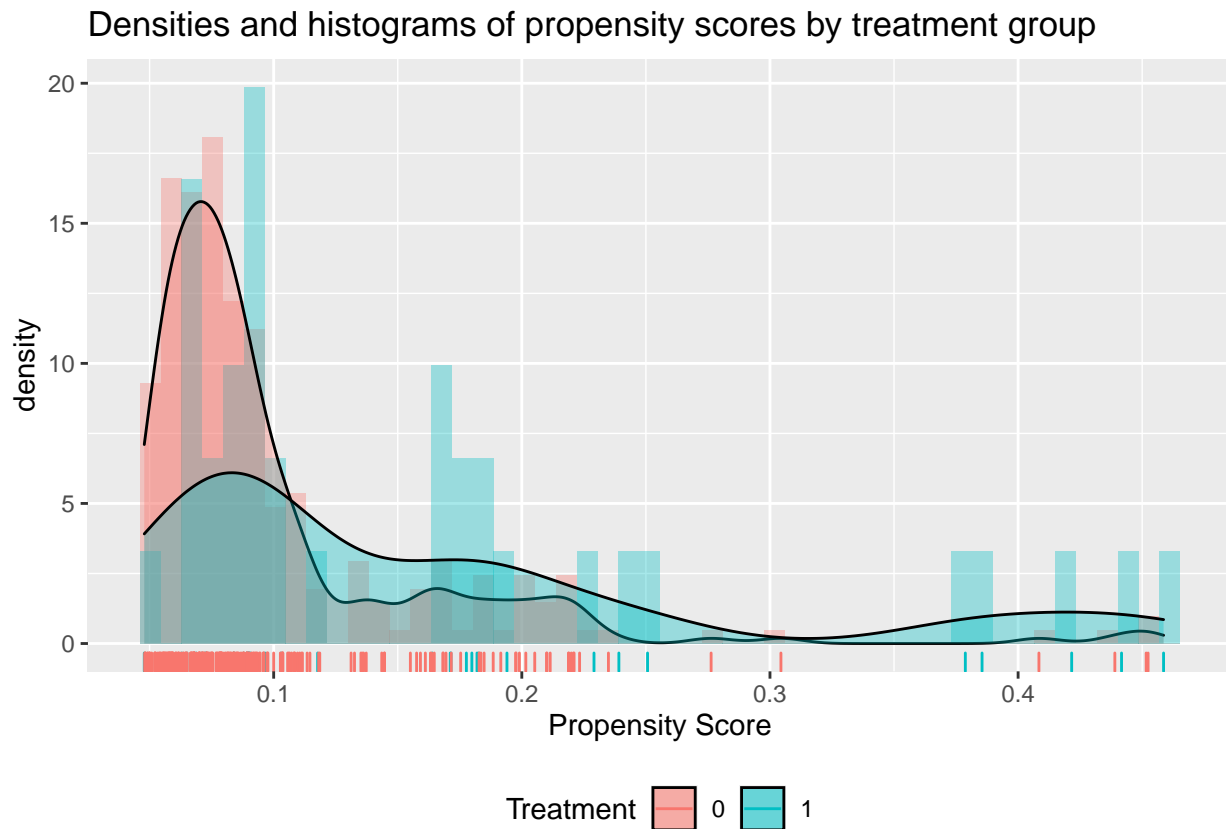 Densities and histograms of propensity scores by treatment group
density
20
15
10
5
0
0.1 0.2 0.3 0.4
Propensity Score
Treatment 0 1